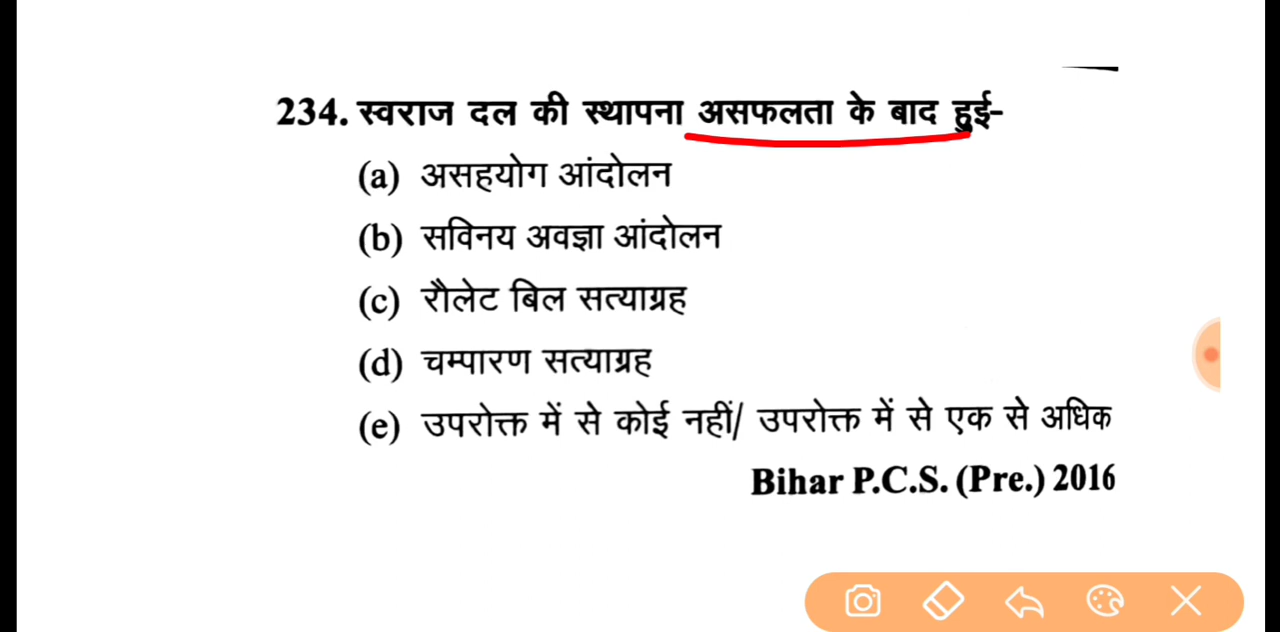 234. स्वराज दल की स्थापना असफलता के बाद हुई-
(a) असहयोग आंदोलन
(b) सविनय अवज्ञा आंदोलन
(c) रौलेट बिल सत्याग्रह
(d) चम्पारण सत्याग्रह
(e) उपरोक्त में से कोई नहीं/ उपरोक्त में से एक से अधिक
Bihar P.C.S. (Pre.) 2016